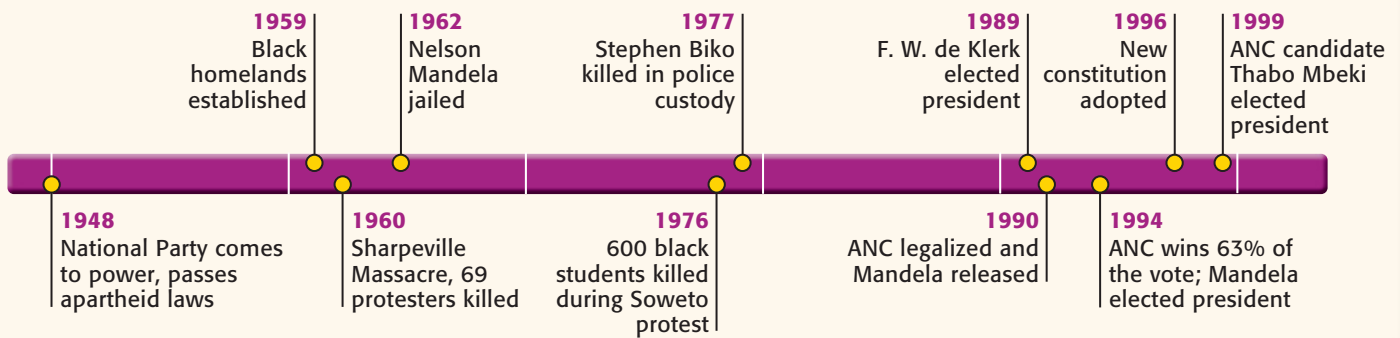 1959
Black
homelands
established
1962
Nelson
Mandela
jailed
1977
Stephen Biko
killed in police
custody
1989
F. W. de Klerk
elected
president
1996
New
constitution
adopted
1999
ANC candidate
Thabo Mbeki
elected
president
1948
National Party comes
to power, passes
apartheid laws
1960
Sharpeville
Massacre, 69
protesters killed
1976
600 black
students killed
during Soweto
protest
1990
ANC legalized and
Mandela released
1994
ANC wins 63% of
the vote; Mandela
elected president